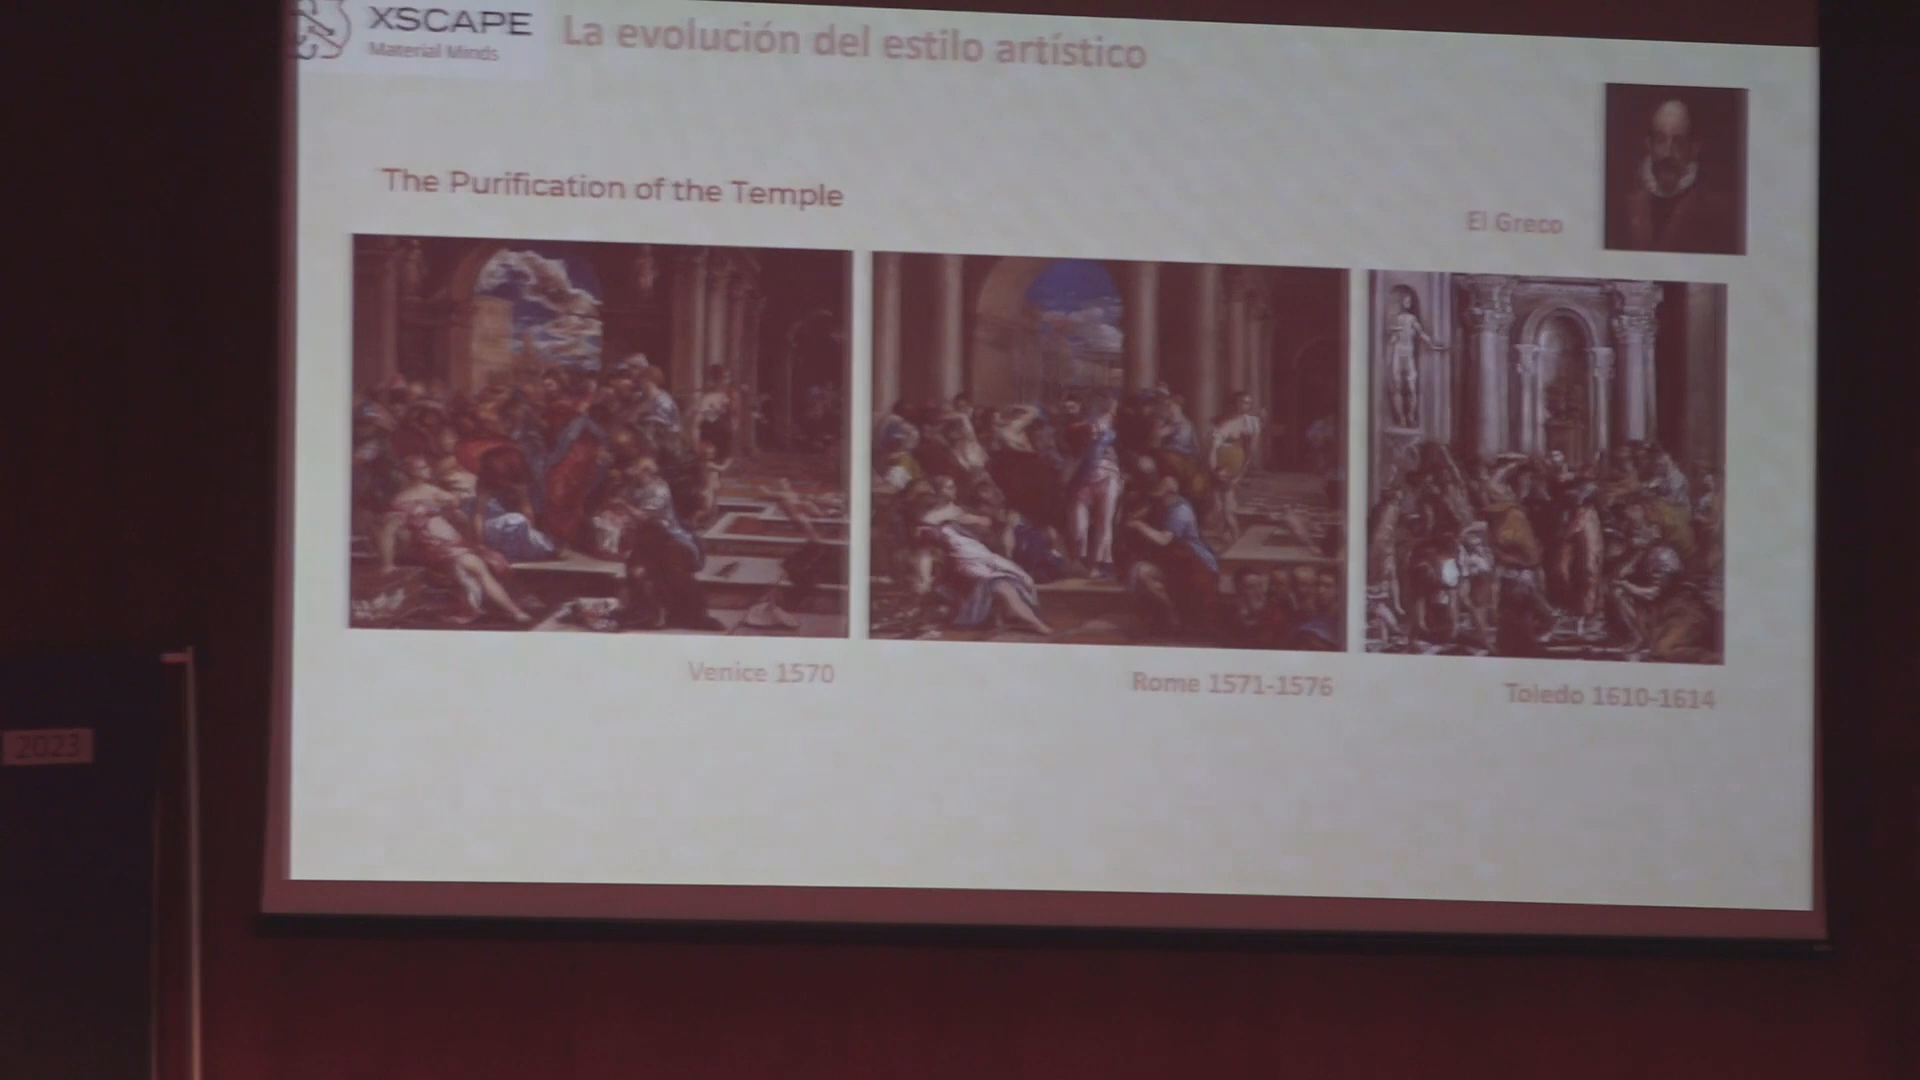 XSCAPE
Material Minds
La evolución del estilo artístico
The Purification of the Temple
El Greco
Venice 1570
Rome 1571-1576
Toledo 1610-1614
2023